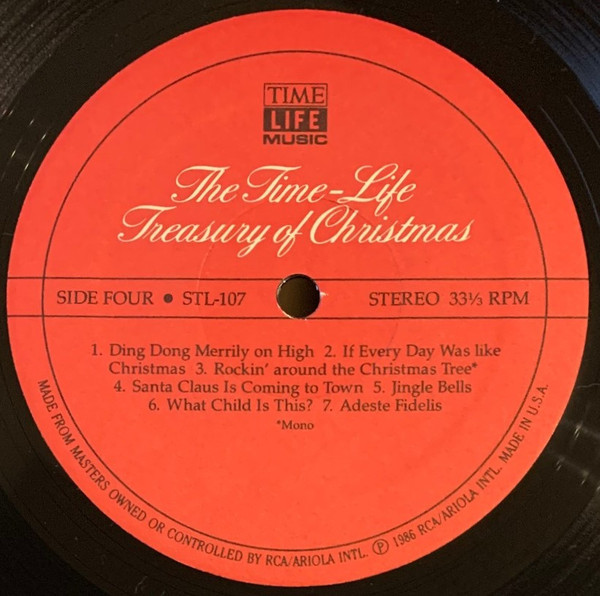 TIME
LIFE
MUSIC
The Time-Life
Treasury of Christmas
SIDE FOUR • STL-107 STEREO 33⅓ RPM
1. Ding Dong Merrily on High 2. If Every Day Was like
Christmas 3. Rockin' around the Christmas Tree*
4. Santa Claus Is Coming to Town 5. Jingle Bells
6. What Child Is This? 7. Adeste Fidelis
*Mono
MADE FROM MASTERS OWNED OR CONTROLLED BY RCA/ARIOLA INTL. ℗ 1986 RCA/ARIOLA INTL. MADE IN U.S.A.